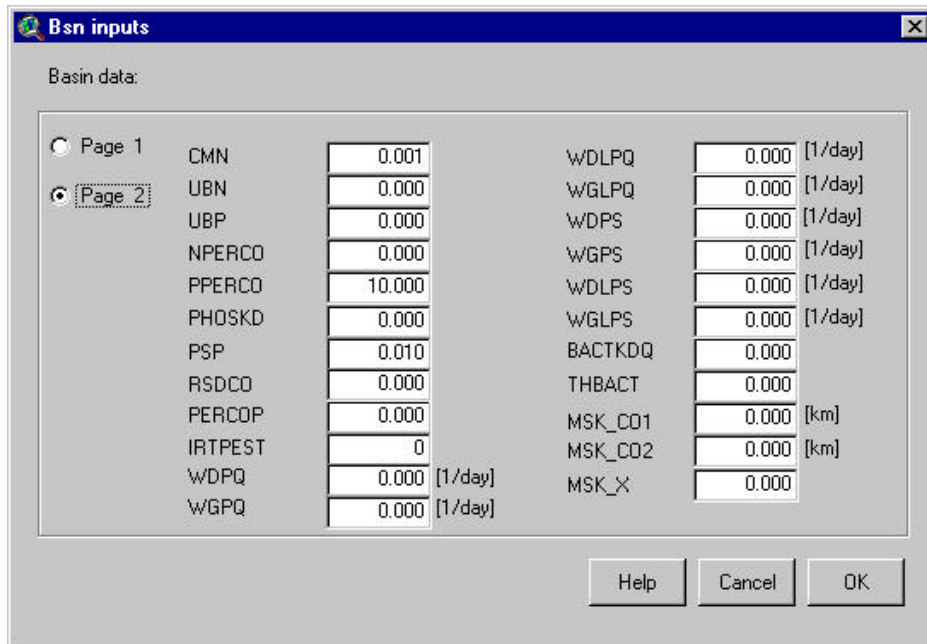 Bsn inputs
Basin data:
Page 1
Page 2
CMN 0.001
UBN 0.000
UBP 0.000
NPERCO 0.000
PPERCO 10.000
PHOSKD 0.000
PSP 0.010
RSDCO 0.000
PERCOP 0.000
IRTPEST 0
WDPQ 0.000 [1/day]
WGPQ 0.000 [1/day]
WDLPQ 0.000 [1/day]
WGLPQ 0.000 [1/day]
WDPS 0.000 [1/day]
WGPS 0.000 [1/day]
WDLPS 0.000 [1/day]
WGLPS 0.000 [1/day]
BACTKDQ 0.000
THBACT 0.000
MSK_CO1 0.000 [km]
MSK_CO2 0.000 [km]
MSK_X 0.000
Help Cancel OK